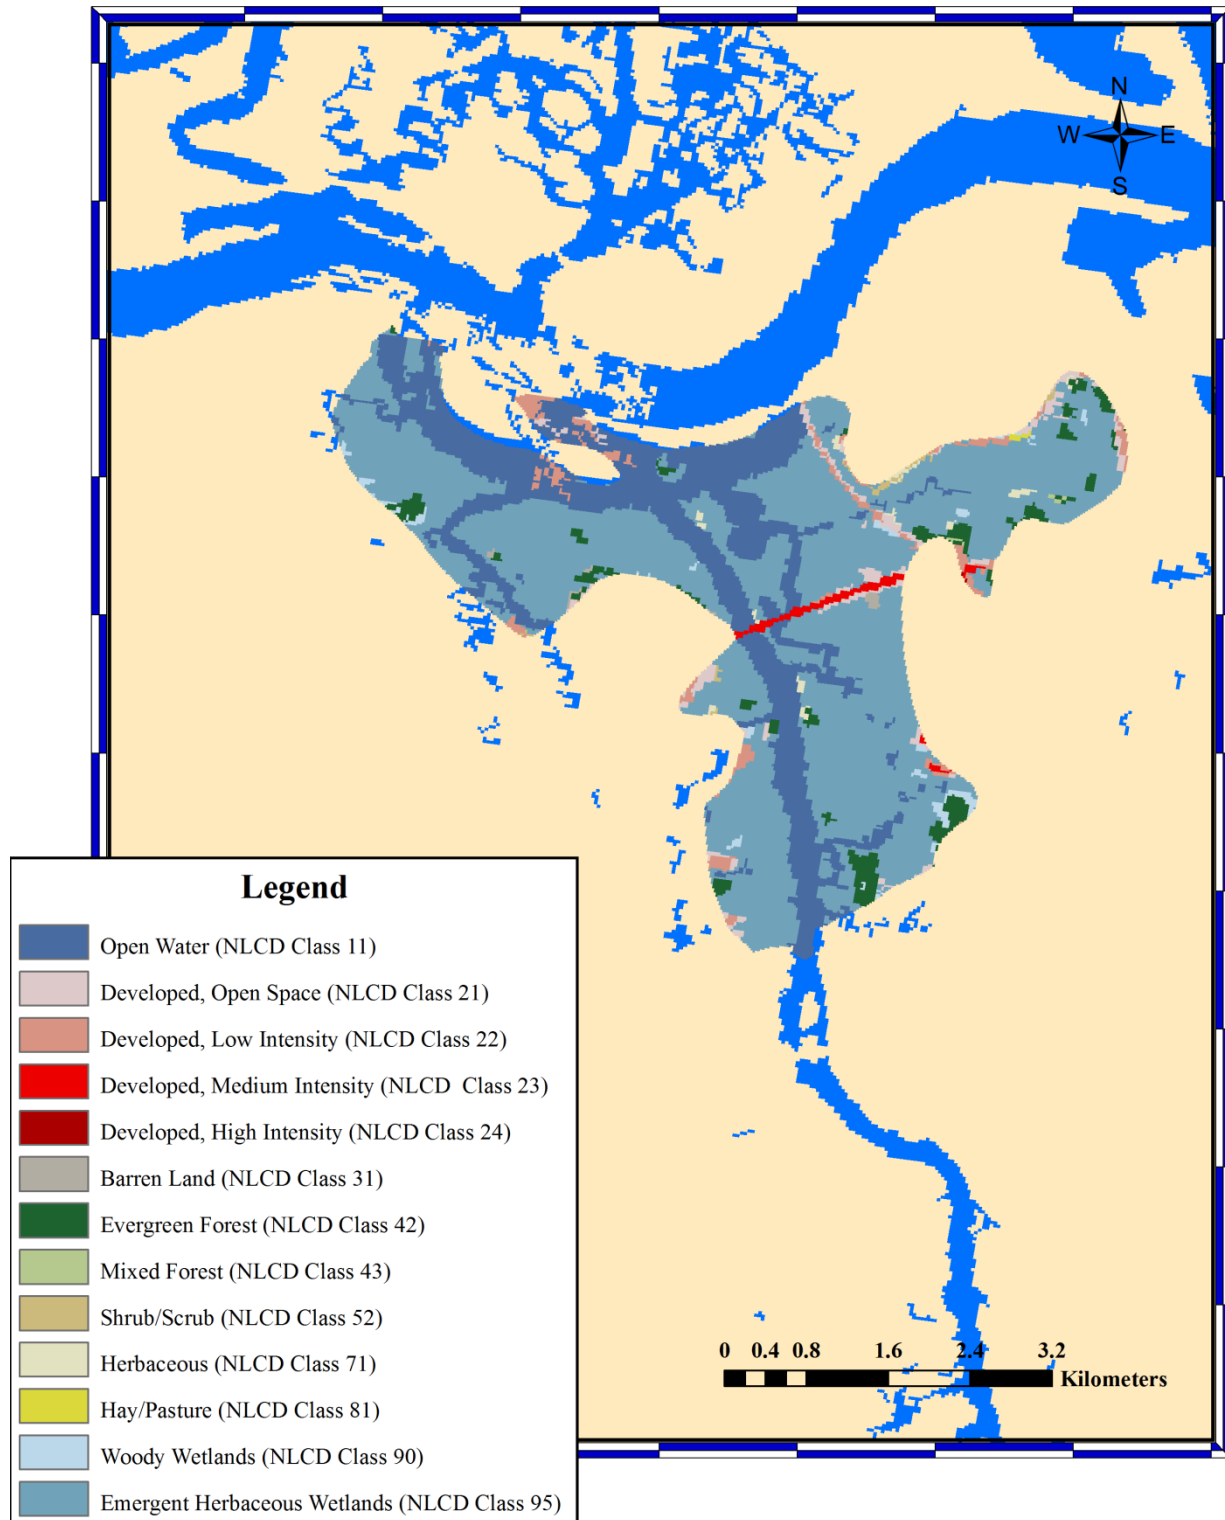 N
W E
S
Legend
Open Water (NLCD Class 11)
Developed, Open Space (NLCD Class 21)
Developed, Low Intensity (NLCD Class 22)
Developed, Medium Intensity (NLCD  Class 23)
Developed, High Intensity (NLCD Class 24)
Barren Land (NLCD Class 31)
Evergreen Forest (NLCD Class 42)
Mixed Forest (NLCD Class 43)
Shrub/Scrub (NLCD Class 52)
Herbaceous (NLCD Class 71)
Hay/Pasture (NLCD Class 81)
Woody Wetlands (NLCD Class 90)
Emergent Herbaceous Wetlands (NLCD Class 95)
0 0.4 0.8 1.6 2.4 3.2
Kilometers